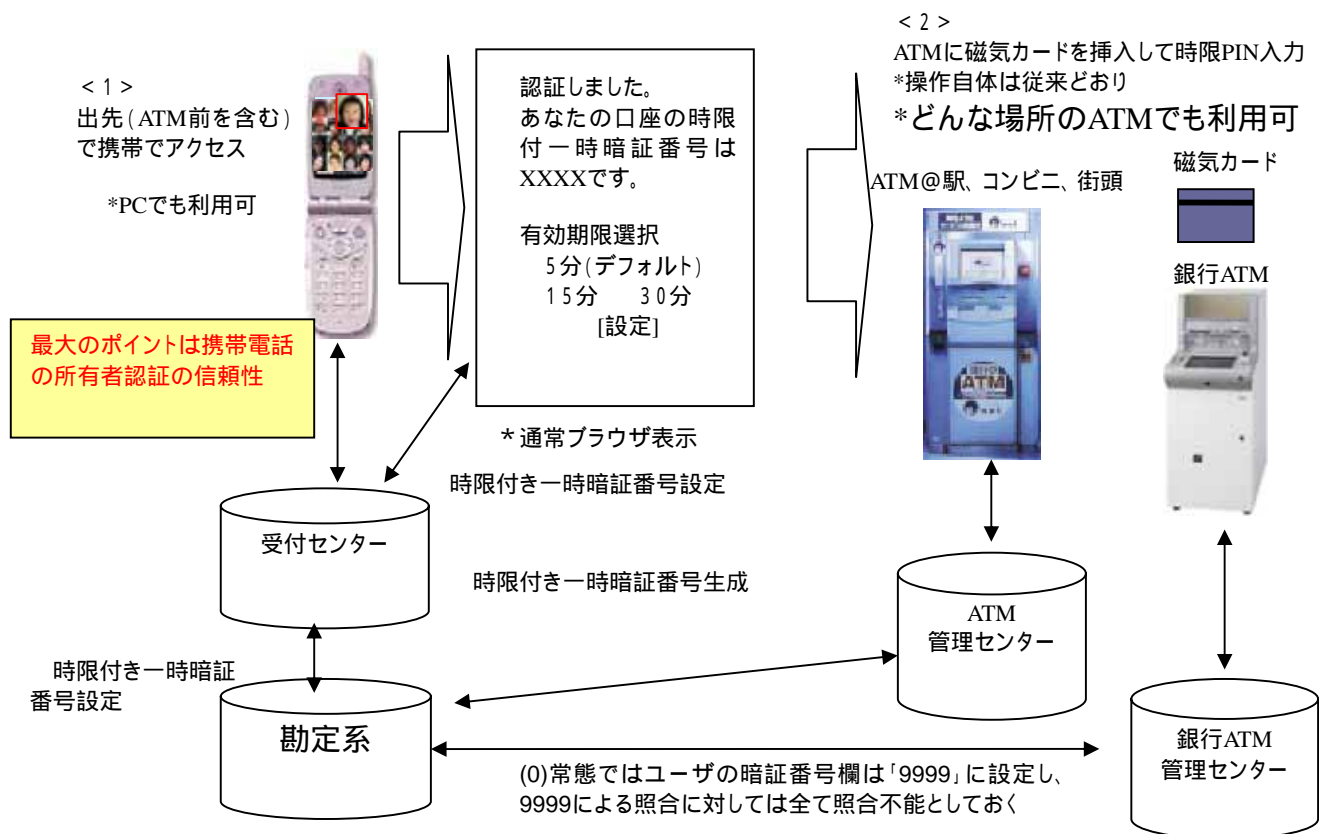 <1>
出先(ATM前を含む)
で携帯でアクセス
*PCでも利用可
認証しました。
あなたの口座の時限
付一時暗証番号は
XXXXです。
有効期限選択
5分(デフォルト)
15分 30分
[設定]
<2>
ATMに磁気カードを挿入して時限PIN入力
*操作自体は従来どおり
*どんな場所のATMでも利用可
磁気カード
ATM@駅、コンビニ、街頭
銀行ATM
最大のポイントは携帯電話
の所有者認証の信頼性
*通常ブラウザ表示
時限付き一時暗証番号設定
受付センター
時限付き一時暗証番号生成
ATM
ATM
管理センター
時限付き一時暗証
番号設定
勘定系
銀行ATM
管理センター
(0)常態ではユーザの暗証番号欄は「9999」に設定し、
9999による照合に対しては全て照合不能としておく